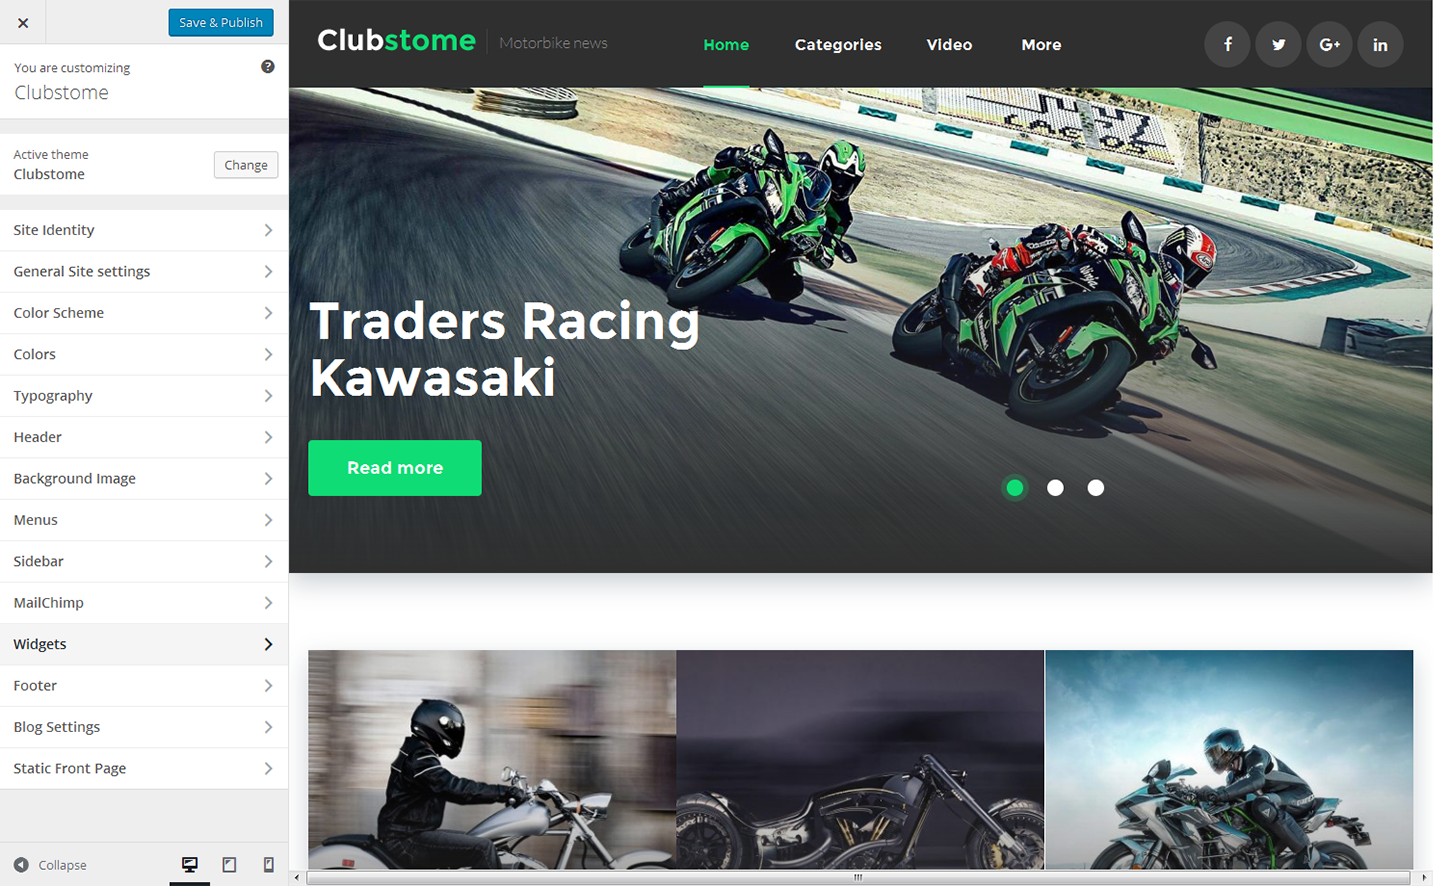 Save & Publish
You are customizing
Clubstome
Active theme
Clubstome
Change
Site Identity
General Site settings
Color Scheme
Colors
Typography
Header
Background Image
Menus
Sidebar
MailChimp
Widgets
Footer
Blog Settings
Static Front Page
Collapse
Clubstome
Motorbike news
Home
Categories
Video
More
Traders Racing
Kawasaki
Read more
Ninja